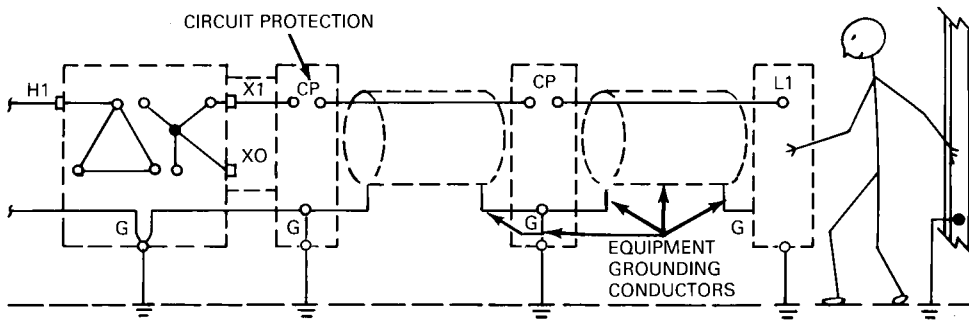 CIRCUIT PROTECTION
H1
X1
CP
CP
L1
XO
G
G
G
G
EQUIPMENT
GROUNDING
CONDUCTORS